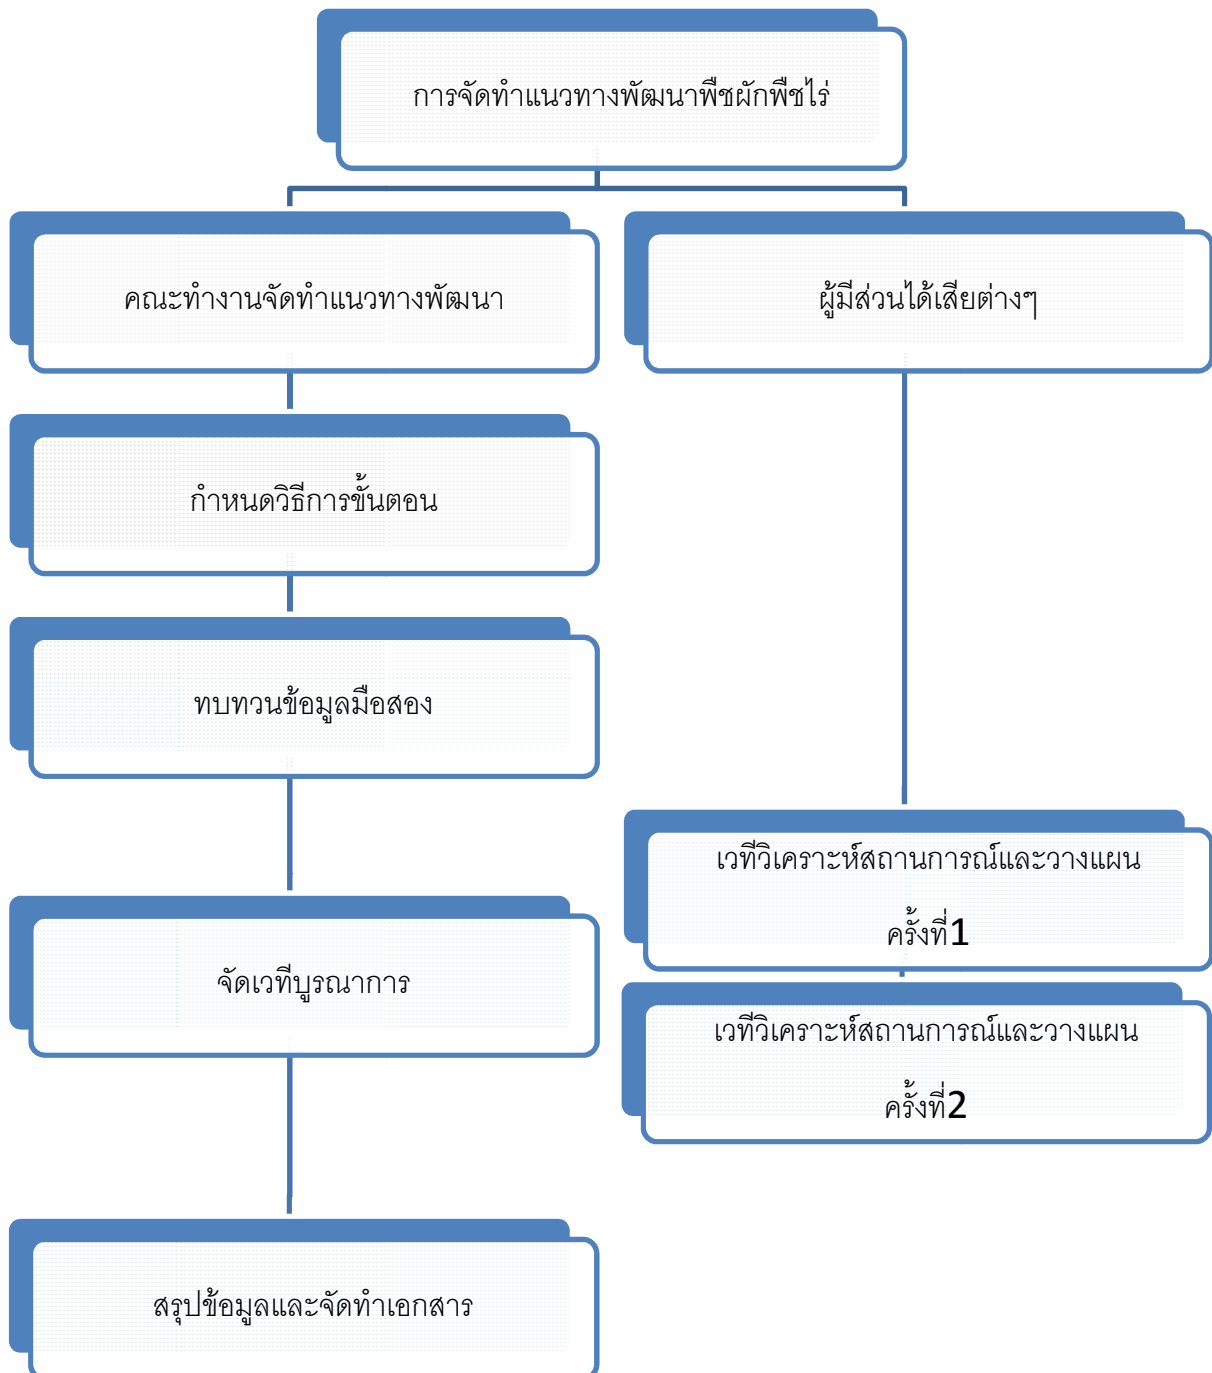 การจัดทำแนวทางพัฒนาพืชผักพืชไร่
คณะทำงานจัดทำแนวทางพัฒนา
ผู้มีส่วนได้เสียต่างๆ
กำหนดวิธีการขั้นตอน
ทบทวนข้อมูลมือสอง
เวทีวิเคราะห์สถานการณ์และวางแผน
ครั้งที่1
จัดเวทีบูรณาการ
เวทีวิเคราะห์สถานการณ์และวางแผน
ครั้งที่2
สรุปข้อมูลและจัดทำเอกสาร